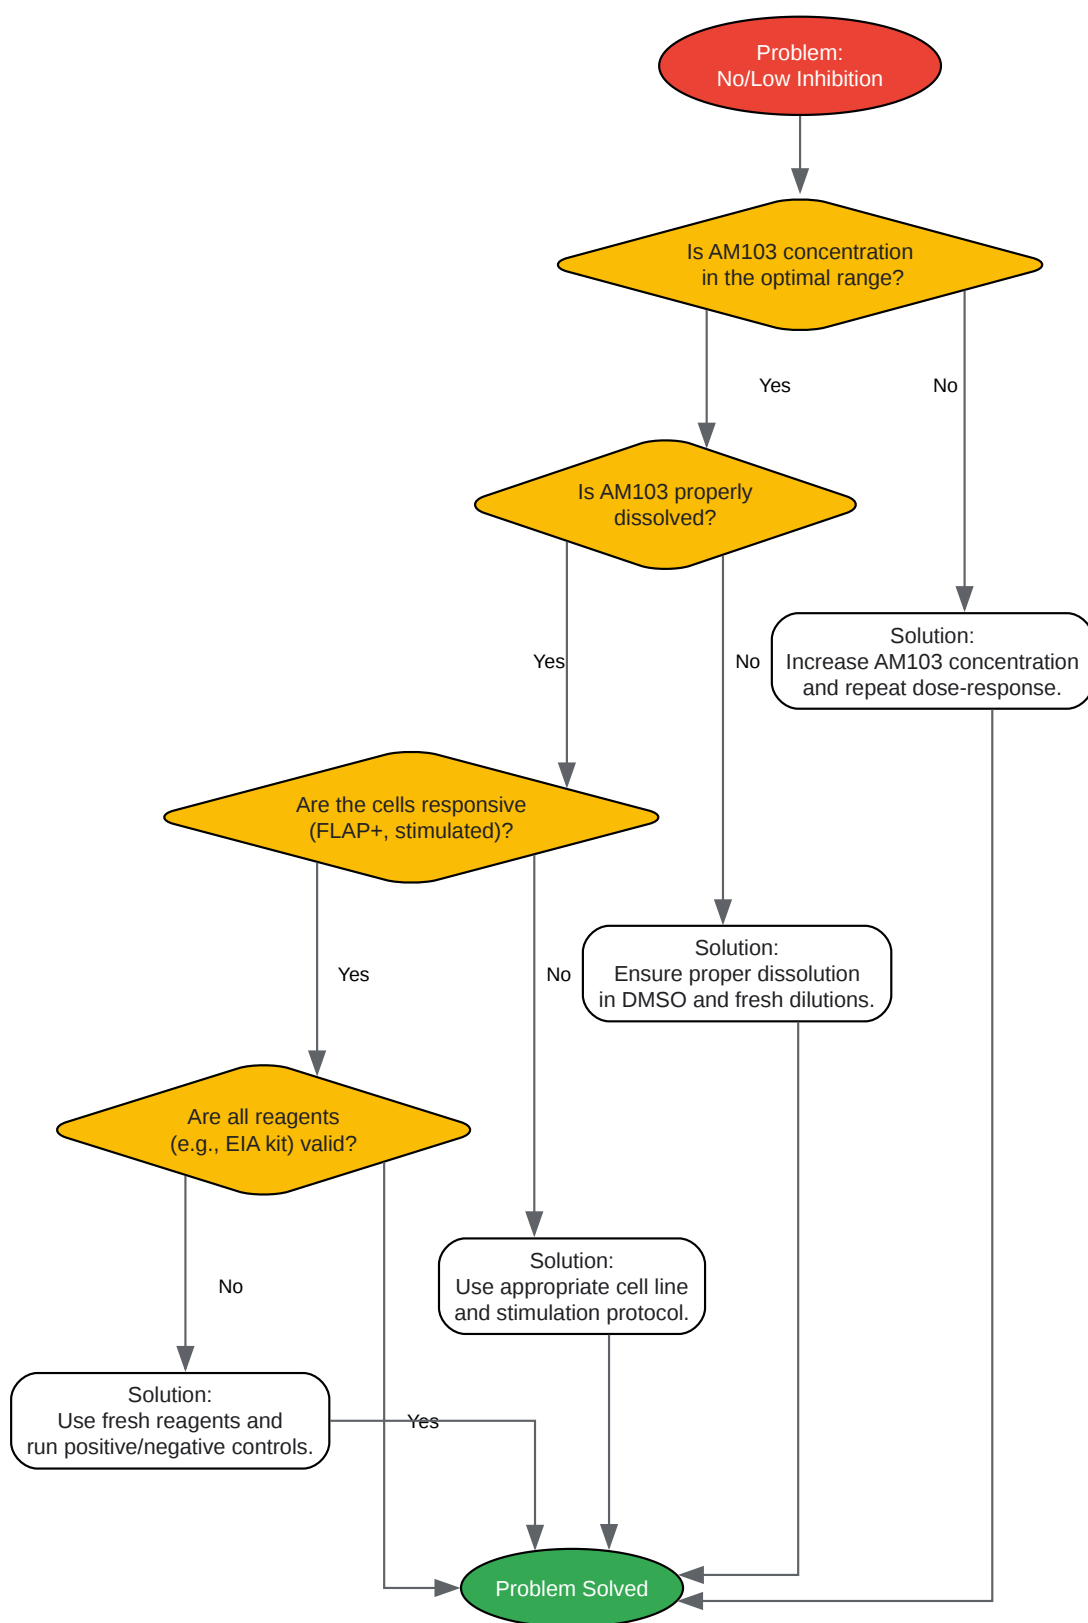 Problem:
No/Low Inhibition
Is AM103 concentration
in the optimal range?
Yes
No
Is AM103 properly
dissolved?
Solution:
Increase AM103 concentration
and repeat dose-response.
Yes
No
Are the cells responsive
(FLAP+, stimulated)?
Solution:
Ensure proper dissolution
in DMSO and fresh dilutions.
Yes
No
Are all reagents
(e.g., EIA kit) valid?
Solution:
Use appropriate cell line
and stimulation protocol.
No
Solution:
Use fresh reagents and
run positive/negative controls.
Yes
Problem Solved